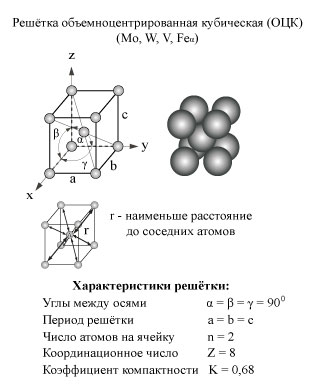 Решётка объемноцентрированная кубическая (ОЦК)
(Mo, W, V, Feα)
z
c
β
α
y
γ
b
a
x
r
r - наименьше расстояние
до соседних атомов
Характеристики решётки:
Углы между осями α = β = γ = 90⁰
Период решётки a = b = c
Число атомов на ячейку n = 2
Координационное число Z = 8
Коэффициент компактности K = 0,68